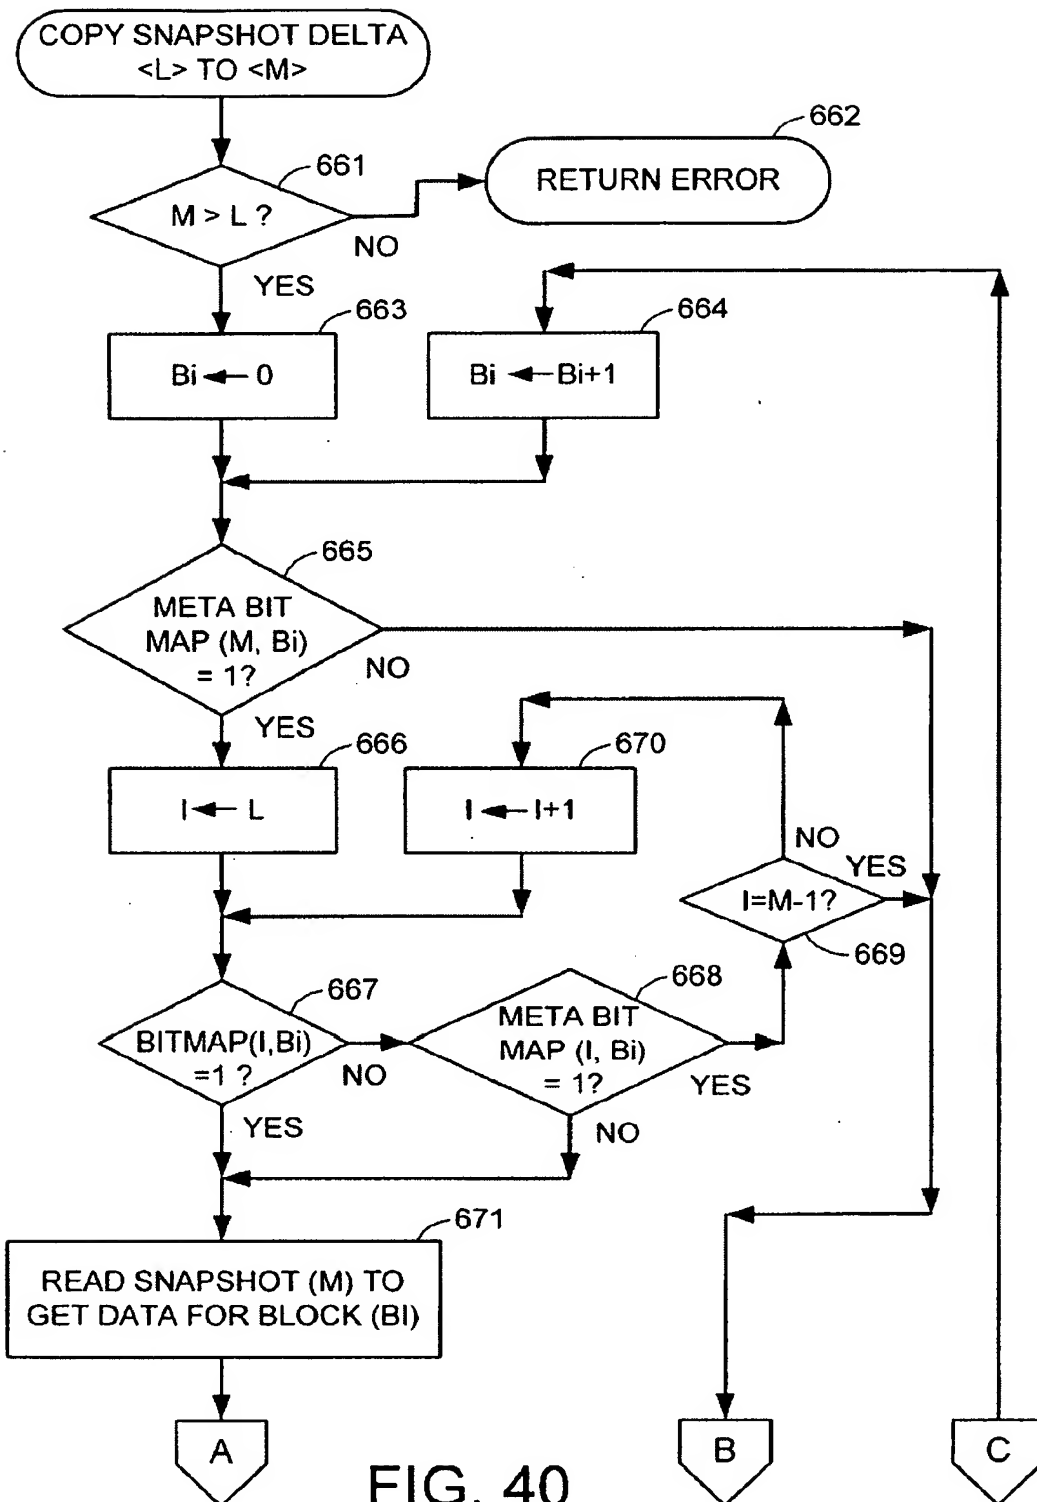 COPY SNAPSHOT DELTA
<L> TO <M>
661
M > L ?
NO
YES
662
RETURN ERROR
663
Bi ← 0
664
Bi ← Bi+1
665
META BIT
MAP (M, Bi)
= 1?
NO
YES
666
I ← L
670
I ← I+1
NO
YES
I=M-1?
669
667
BITMAP(I,Bi)
=1 ?
NO
YES
668
META BIT
MAP (I, Bi)
= 1?
YES
NO
671
READ SNAPSHOT (M) TO
GET DATA FOR BLOCK (BI)
A
B
C
FIG. 40